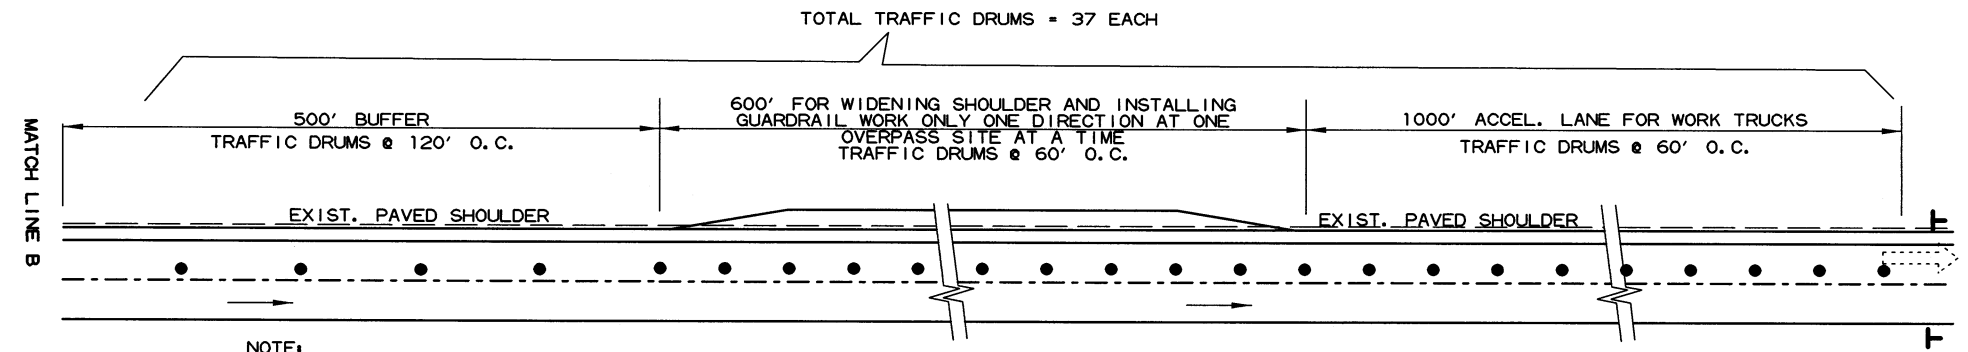 TOTAL TRAFFIC DRUMS = 37 EACH
500' BUFFER
TRAFFIC DRUMS @ 120' O.C.
600' FOR WIDENING SHOULDER AND INSTALLING
GUARDRAIL WORK ONLY ONE DIRECTION AT ONE
OVERPASS SITE AT A TIME
TRAFFIC DRUMS @ 60' O.C.
1000' ACCEL. LANE FOR WORK TRUCKS
TRAFFIC DRUMS @ 60' O.C.
MATCH LINE B
EXIST. PAVED SHOULDER
EXIST. PAVED SHOULDER
NOTE: